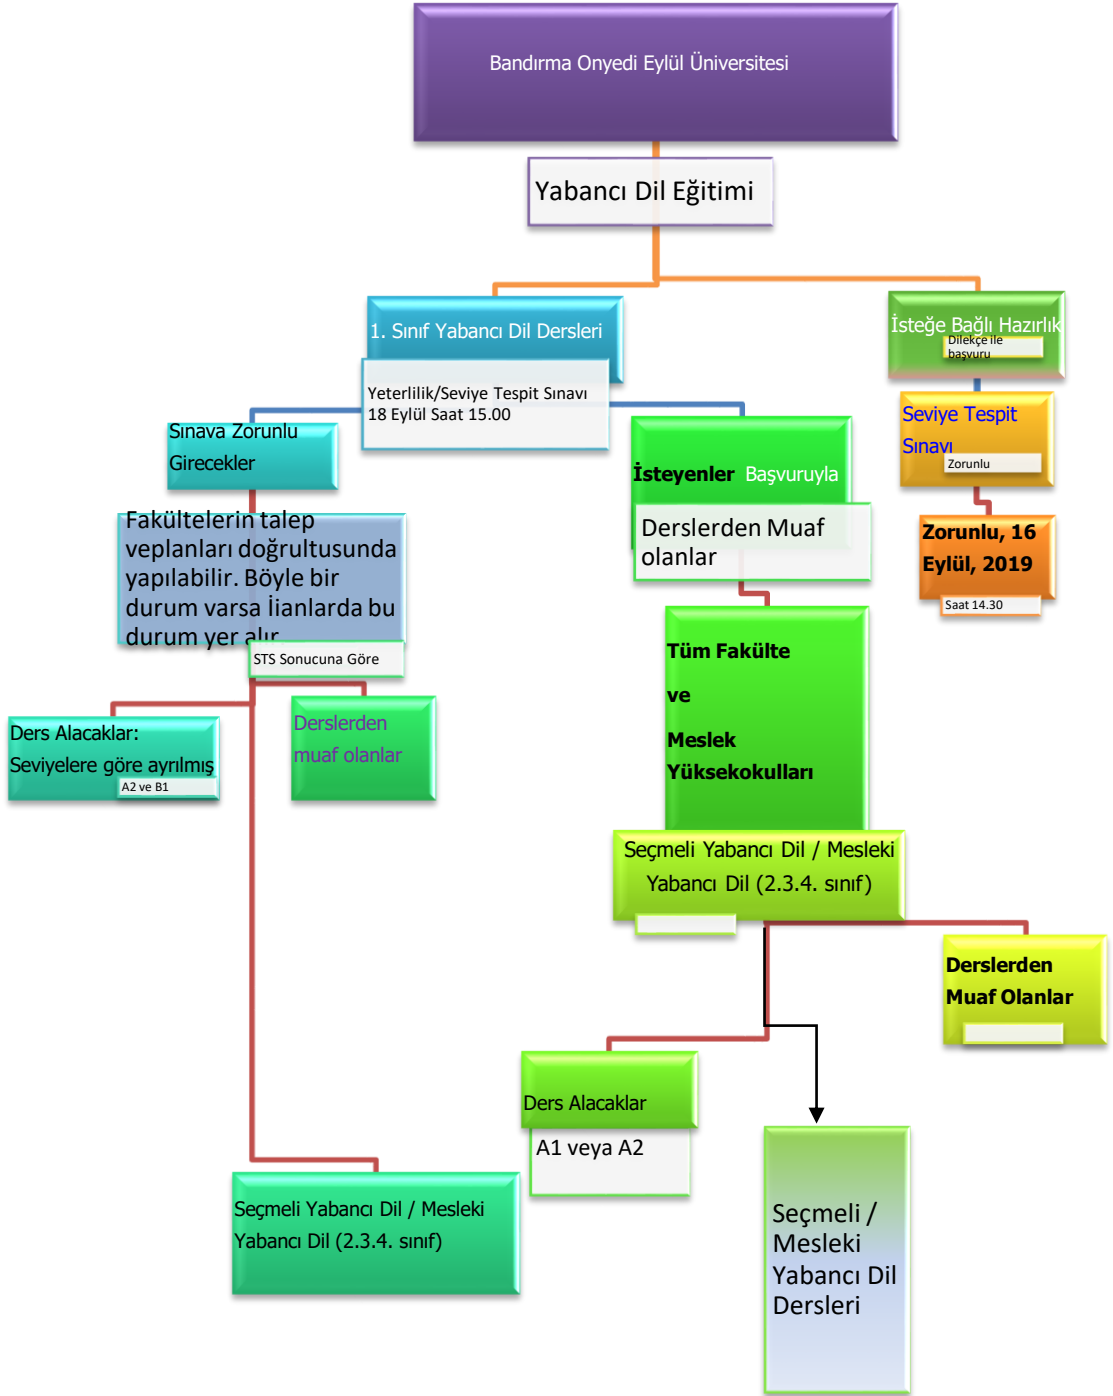 Bandırma Onyedi Eylül Üniversitesi
Yabancı Dil Eğitimi
1. Sınıf Yabancı Dil Dersleri
Yeterlilik/Seviye Tespit Sınavı
18 Eylül Saat 15.00
İsteğe Bağlı Hazırlık
Dilekçe ile
başvuru
Seviye Tespit
Sınavı
Zorunlu
Zorunlu, 16
Eylül, 2019
Saat 14.30
Sınava Zorunlu
Girecekler
Fakültelerin talep
veplanları doğrultusunda
yapılabilir. Böyle bir
durum varsa İianlarda bu
durum yer alır
STS Sonucuna Göre
Ders Alacaklar:
Seviyelere göre ayrılmış
A2 ve B1
Derslerden
muaf olanlar
Seçmeli Yabancı Dil / Mesleki
Yabancı Dil (2.3.4. sınıf)
İsteyenler Başvuruyla
Derslerden Muaf
olanlar
Tüm Fakülte
ve
Meslek
Yüksekokulları
Seçmeli Yabancı Dil / Mesleki
Yabancı Dil (2.3.4. sınıf)
Derslerden
Muaf Olanlar
Ders Alacaklar
A1 veya A2
Seçmeli /
Mesleki
Yabancı Dil
Dersleri